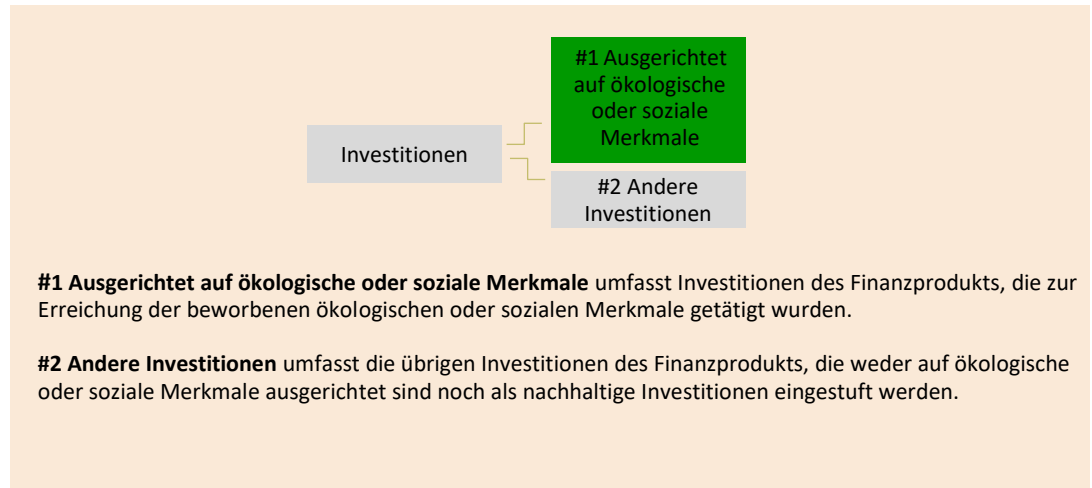 #1 Ausgerichtet
auf ökologische
oder soziale
Merkmale
Investitionen
#2 Andere
Investitionen
#1 Ausgerichtet auf ökologische oder soziale Merkmale umfasst Investitionen des Finanzprodukts, die zur
Erreichung der beworbenen ökologischen oder sozialen Merkmale getätigt wurden.
#2 Andere Investitionen umfasst die übrigen Investitionen des Finanzprodukts, die weder auf ökologische
oder soziale Merkmale ausgerichtet sind noch als nachhaltige Investitionen eingestuft werden.